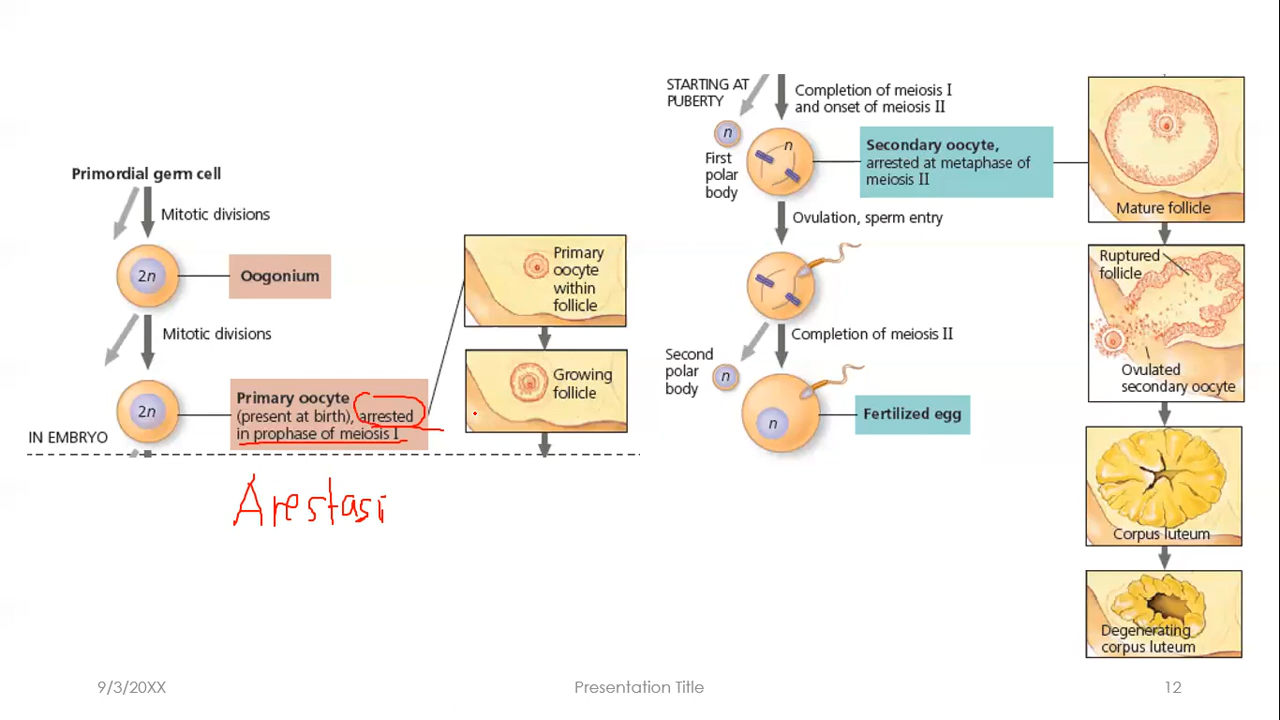 Primordial germ cell
Mitotic divisions
2n
Oogonium
Mitotic divisions
2n
Primary oocyte
(present at birth), arrested
in prophase of meiosis I
IN EMBRYO
Arestasi
Primary
oocyte
within
follicle
Growing
follicle
STARTING AT
PUBERTY
Completion of meiosis I
and onset of meiosis II
n
First
polar
body
n
Secondary oocyte,
arrested at metaphase of
meiosis II
Ovulation, sperm entry
Completion of meiosis II
Second
polar
body
n
n
Fertilized egg
Mature follicle
Ruptured
follicle
Ovulated
secondary oocyte
Corpus luteum
Degenerating
corpus luteum
9/3/20XX
Presentation Title
12